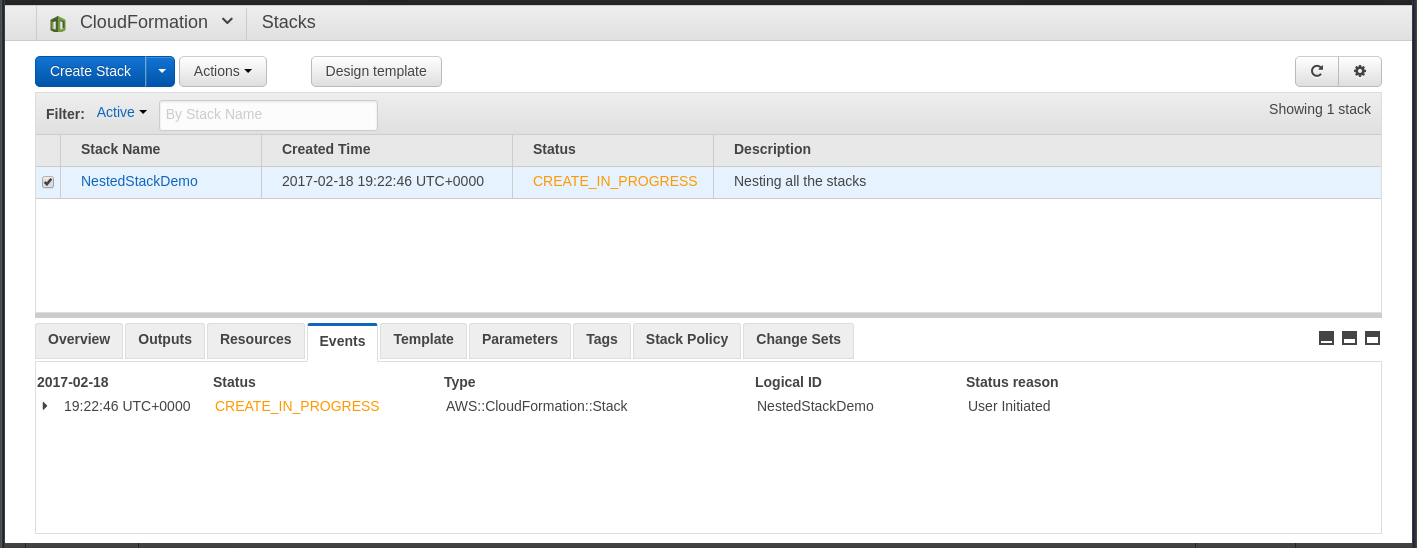 CloudFormation Stacks
Create Stack Actions Design template
Filter: Active By Stack Name Showing 1 stack
Stack Name Created Time Status Description
NestedStackDemo 2017-02-18 19:22:46 UTC+0000 CREATE_IN_PROGRESS Nesting all the stacks
Overview Outputs Resources Events Template Parameters Tags Stack Policy Change Sets
2017-02-18 Status Type Logical ID Status reason
19:22:46 UTC+0000 CREATE_IN_PROGRESS AWS::CloudFormation::Stack NestedStackDemo User Initiated